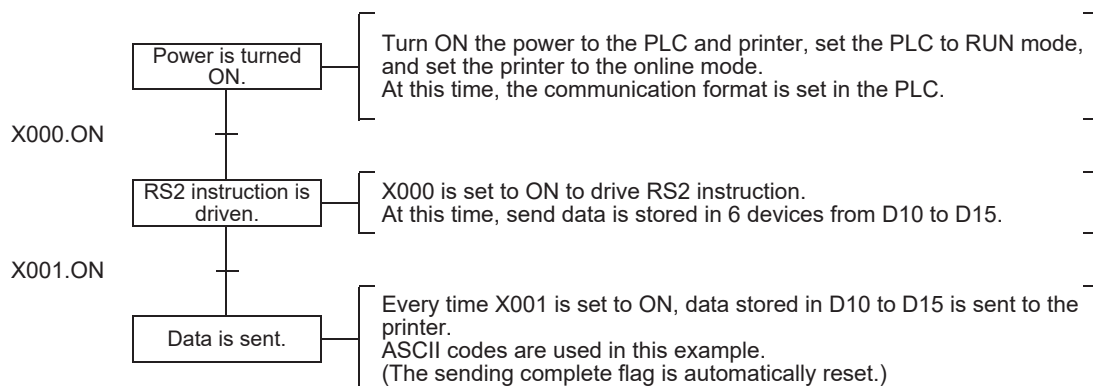 Power is turned
ON.
Turn ON the power to the PLC and printer, set the PLC to RUN mode,
and set the printer to the online mode.
At this time, the communication format is set in the PLC.
X000.ON
RS2 instruction is
driven.
X000 is set to ON to drive RS2 instruction.
At this time, send data is stored in 6 devices from D10 to D15.
X001.ON
Data is sent.
Every time X001 is set to ON, data stored in D10 to D15 is sent to the
printer.
ASCII codes are used in this example.
(The sending complete flag is automatically reset.)